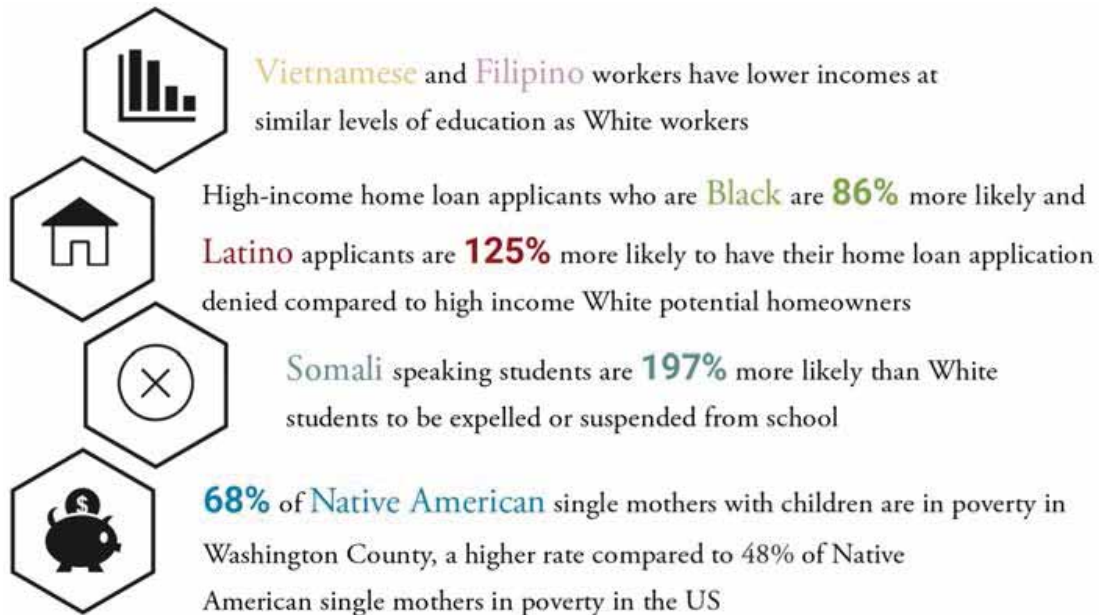 Vietnamese and Filipino workers have lower incomes at
similar levels of education as White workers
High-income home loan applicants who are Black are 86% more likely and
Latino applicants are 125% more likely to have their home loan application
denied compared to high income White potential homeowners
Somali speaking students are 197% more likely than White
students to be expelled or suspended from school
$
68% of Native American single mothers with children are in poverty in
Washington County, a higher rate compared to 48% of Native
American single mothers in poverty in the US